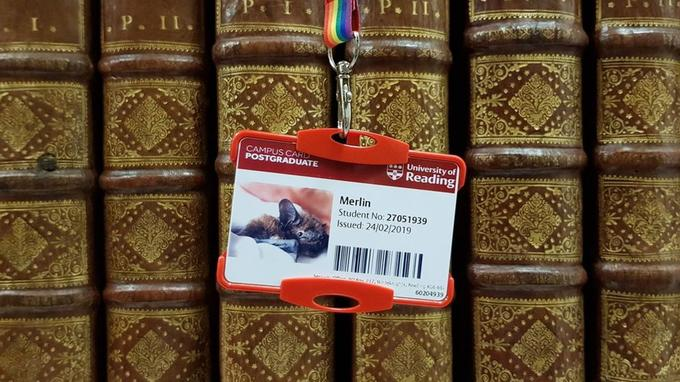 P. I.
P. II.
P. I
P. II.
CAMPUS CARD
POSTGRADUATE
University of
Reading
Merlin
Student No: 27051939
Issued: 24/02/2019
60204939